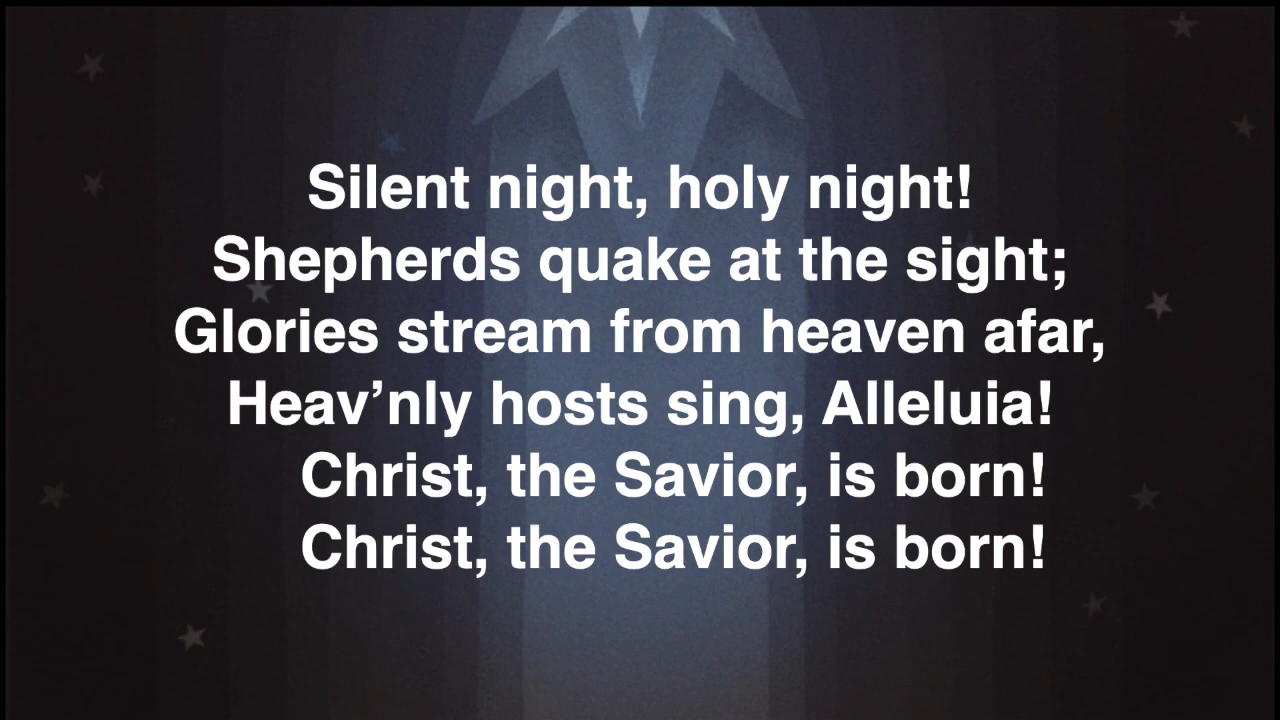 Silent night, holy night!
Shepherds quake at the sight;
Glories stream from heaven afar,
Heav’nly hosts sing, Alleluia!
Christ, the Savior, is born!
Christ, the Savior, is born!